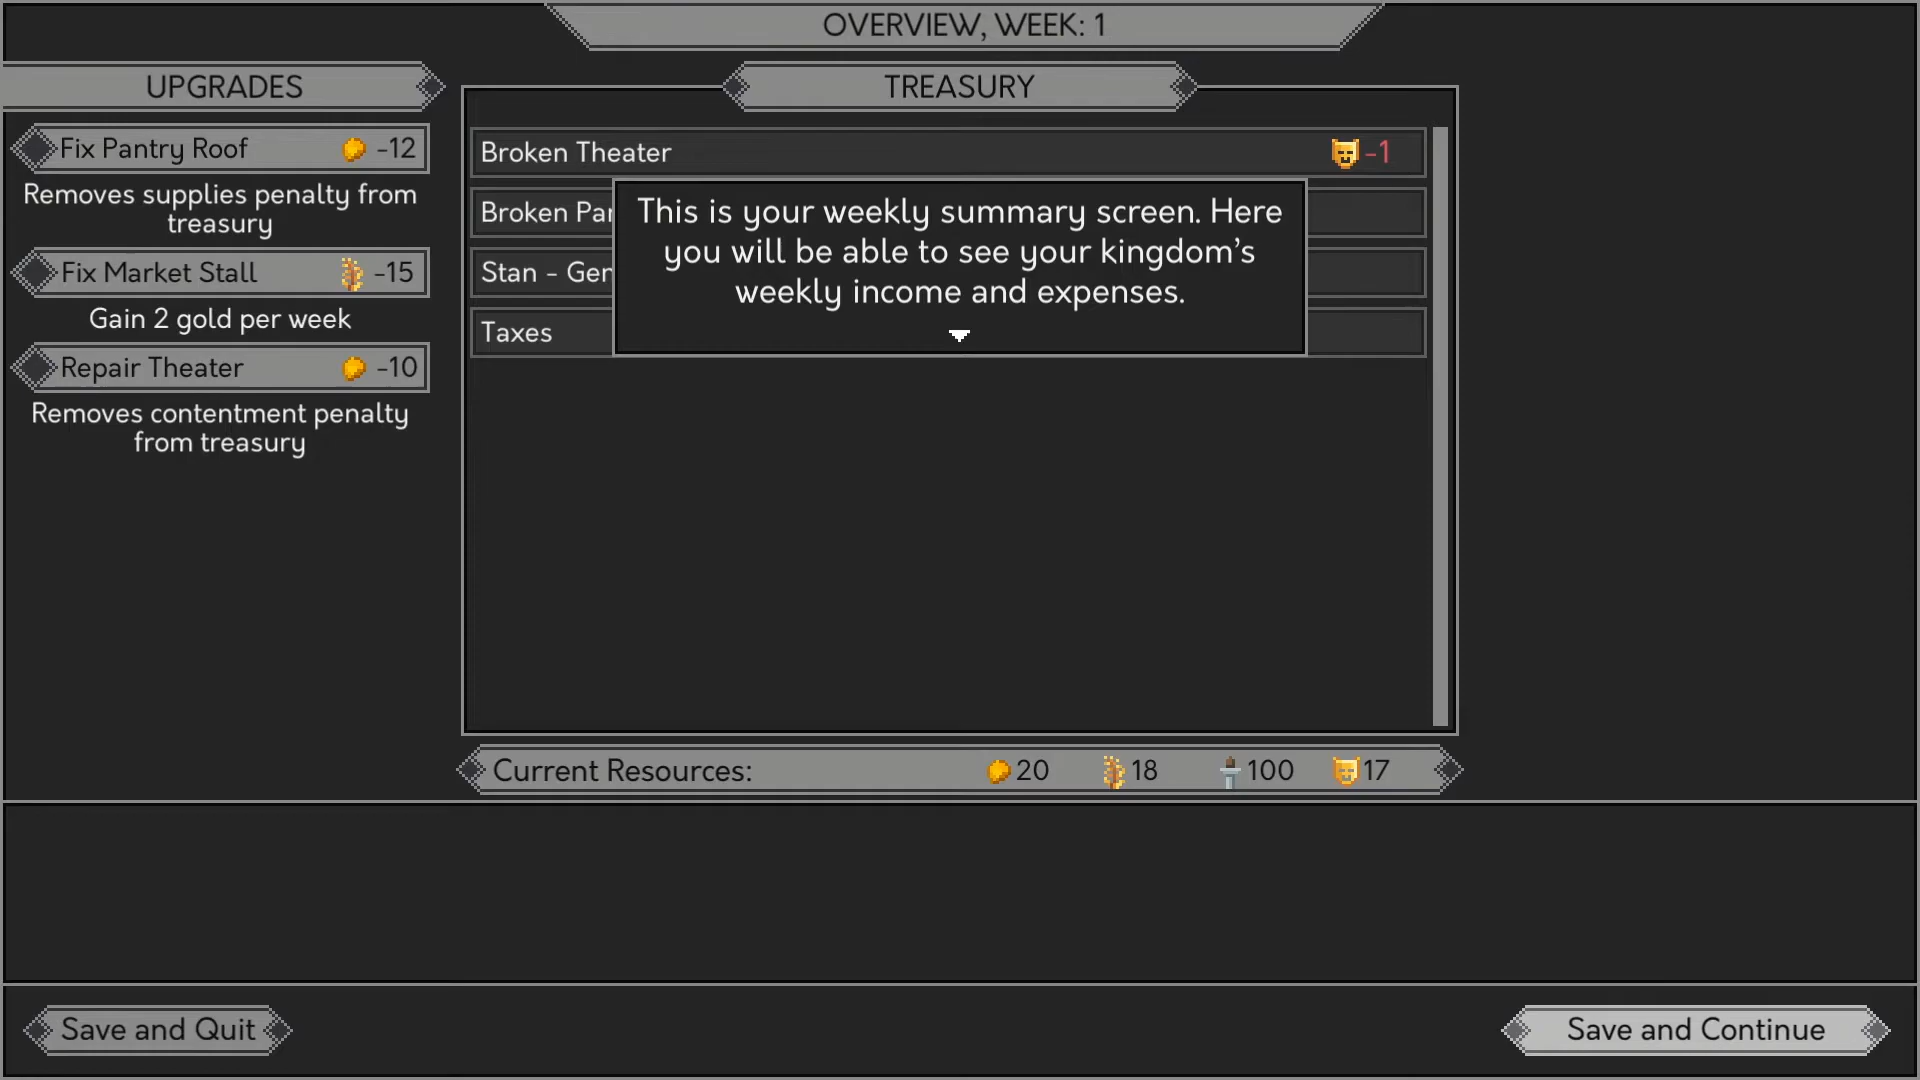 OVERVIEW, WEEK: 1
UPGRADES
Fix Pantry Roof -12
Removes supplies penalty from
treasury
Fix Market Stall -15
Gain 2 gold per week
Repair Theater -10
Removes contentment penalty
from treasury
TREASURY
Broken Theater -1
Broken
Stan -
Taxes
This is your weekly summary screen. Here
you will be able to see your kingdom's
weekly income and expenses.
Current Resources: 20 18 100 17
Save and Quit
Save and Continue